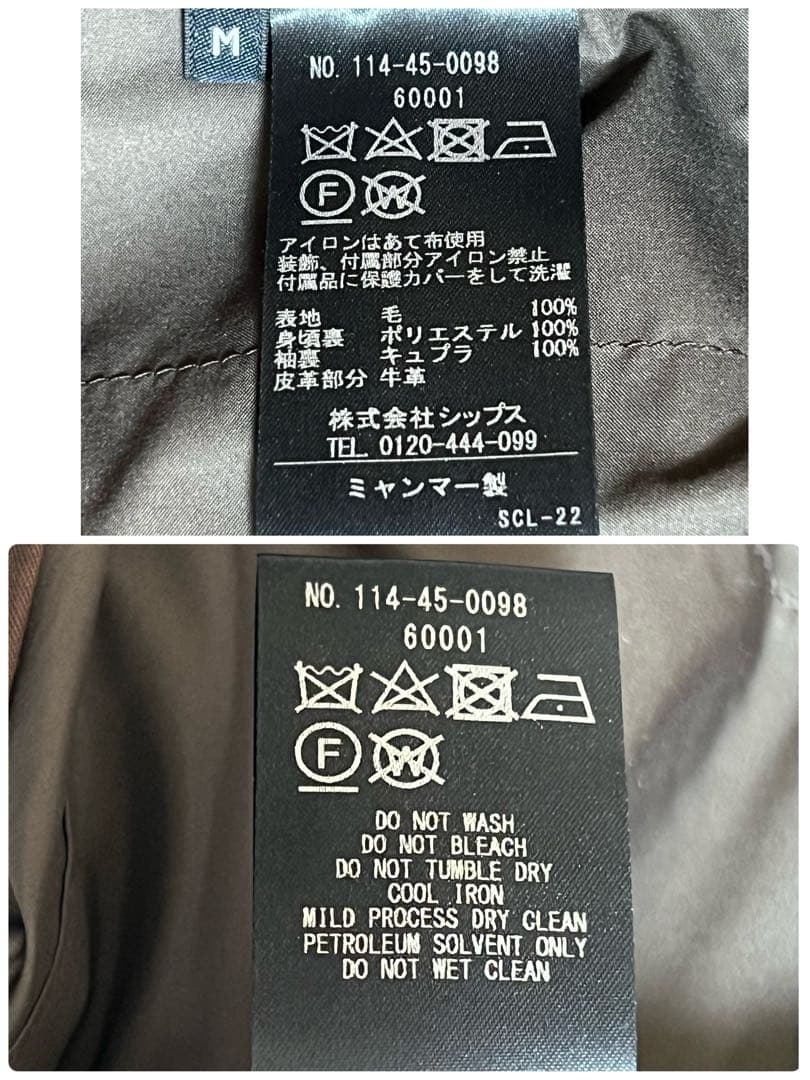 M
NO. 114-45-0098
60001
F W
アイロンはあて布使用
装飾、付属部分アイロン禁止
付属品に保護カバーをして洗濯
表地 毛 100%
身頃裏 ポリエステル 100%
袖裏 キュプラ 100%
皮革部分 牛革
株式会社シップス
TEL. 0120-444-099
ミャンマー製
SCL-22
NO. 114-45-0098
60001
F W
DO NOT WASH
DO NOT BLEACH
DO NOT TUMBLE DRY
COOL IRON
MILD PROCESS DRY CLEAN
PETROLEUM SOLVENT ONLY
DO NOT WET CLEAN